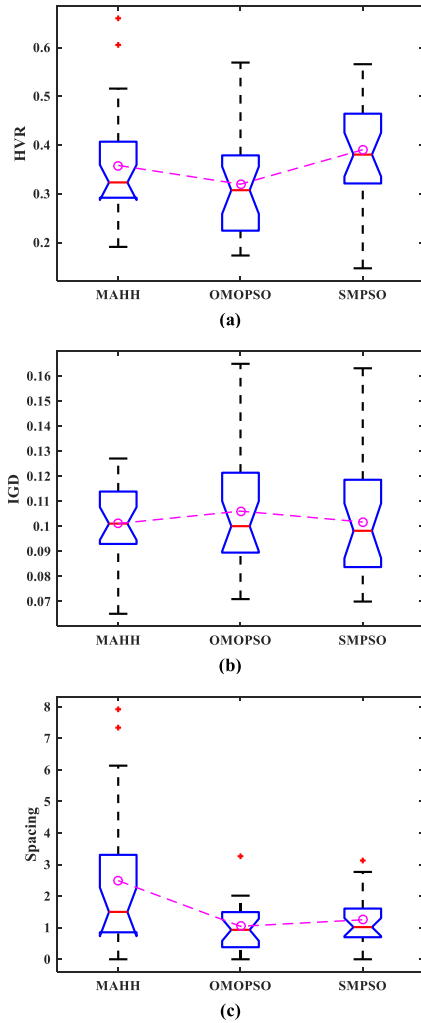 0.6
0.5
HVR
0.4
0.3
0.2
MAHH OMOPSO SMPSO
(a)
0.16
0.15
0.14
0.13
0.12
IGD
0.11
0.1
0.09
0.08
0.07
MAHH OMOPSO SMPSO
(b)
8
7
6
5
Spacing
4
3
2
1
0
MAHH OMOPSO SMPSO
(c)